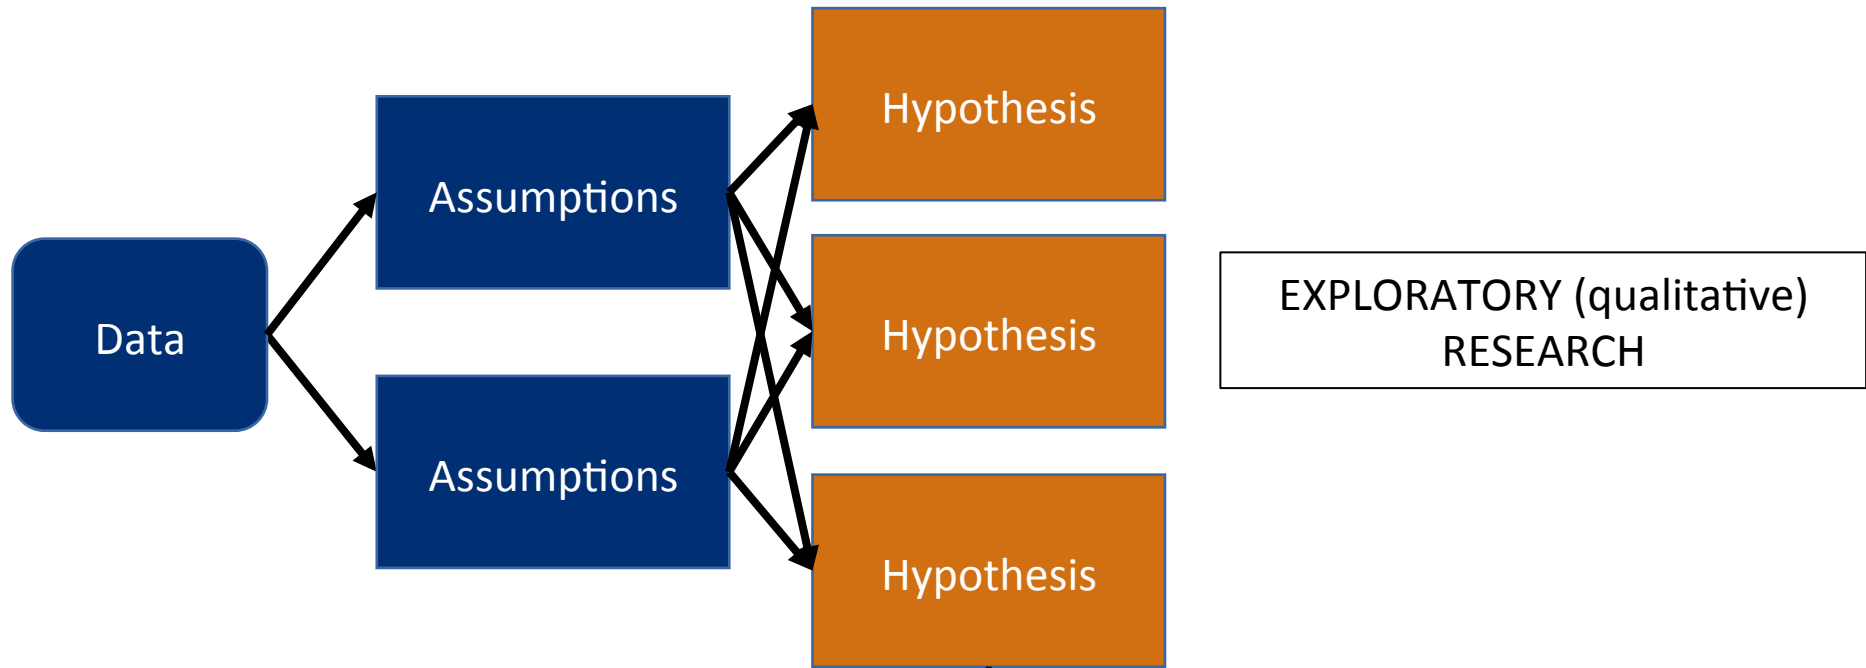 Data
Assumptions
Assumptions
Hypothesis
Hypothesis
Hypothesis
EXPLORATORY (qualitative)
RESEARCH